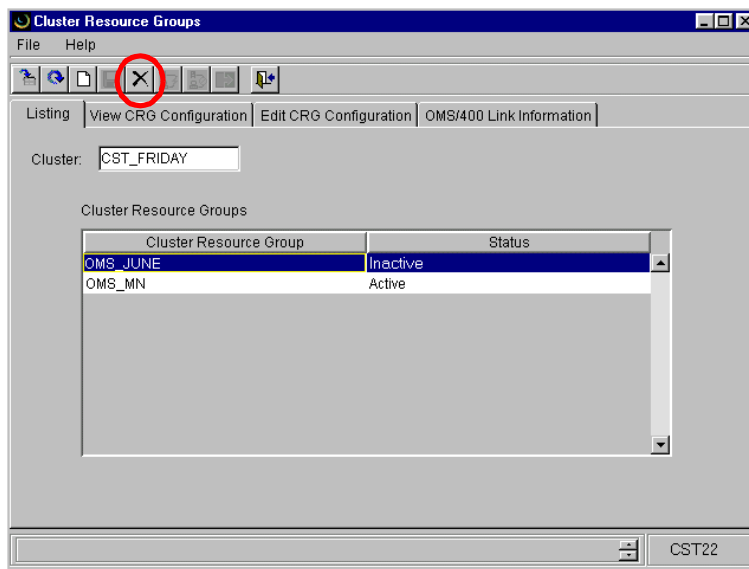 Cluster Resource Groups
File Help
Listing View CRG Configuration Edit CRG Configuration OMS/400 Link Information
Cluster: CST_FRIDAY
Cluster Resource Groups
Cluster Resource Group Status
OMS_JUNE Inactive
OMS_MN Active
CST22